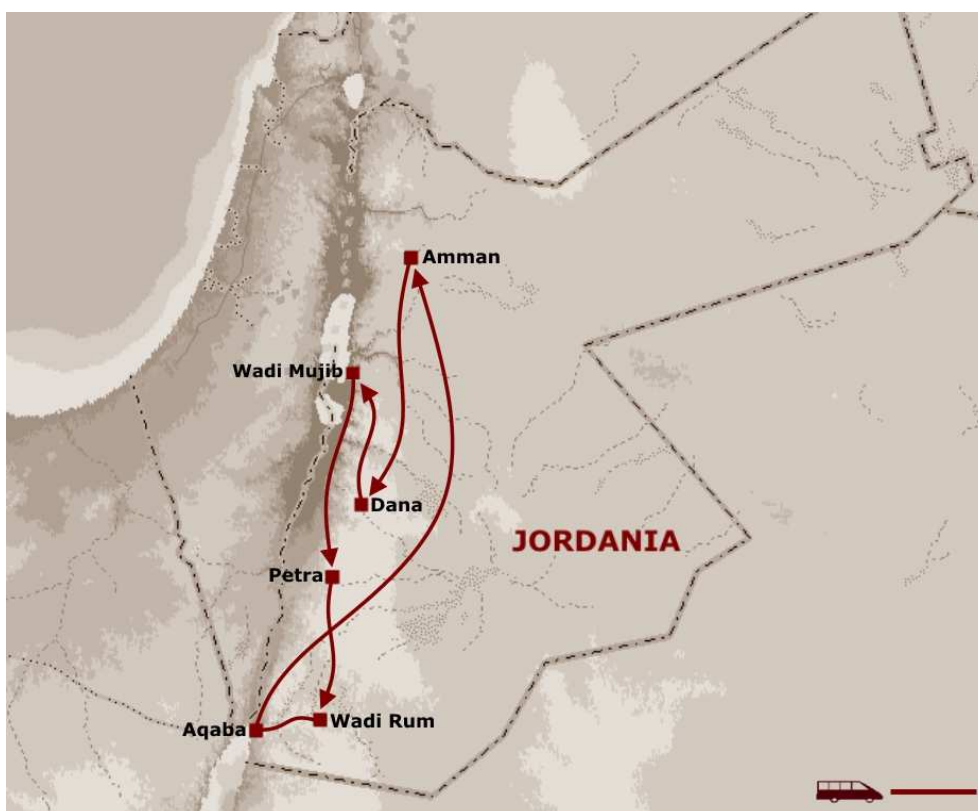 Amman
Wadi Mujib
Dana
JORDANIA
Petra
Wadi Rum
Aqaba